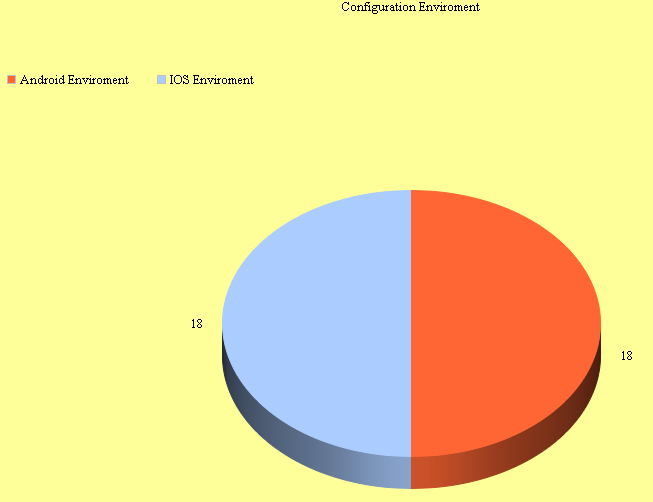 Configuration Enviroment
Android Enviroment
IOS Enviroment
18
18